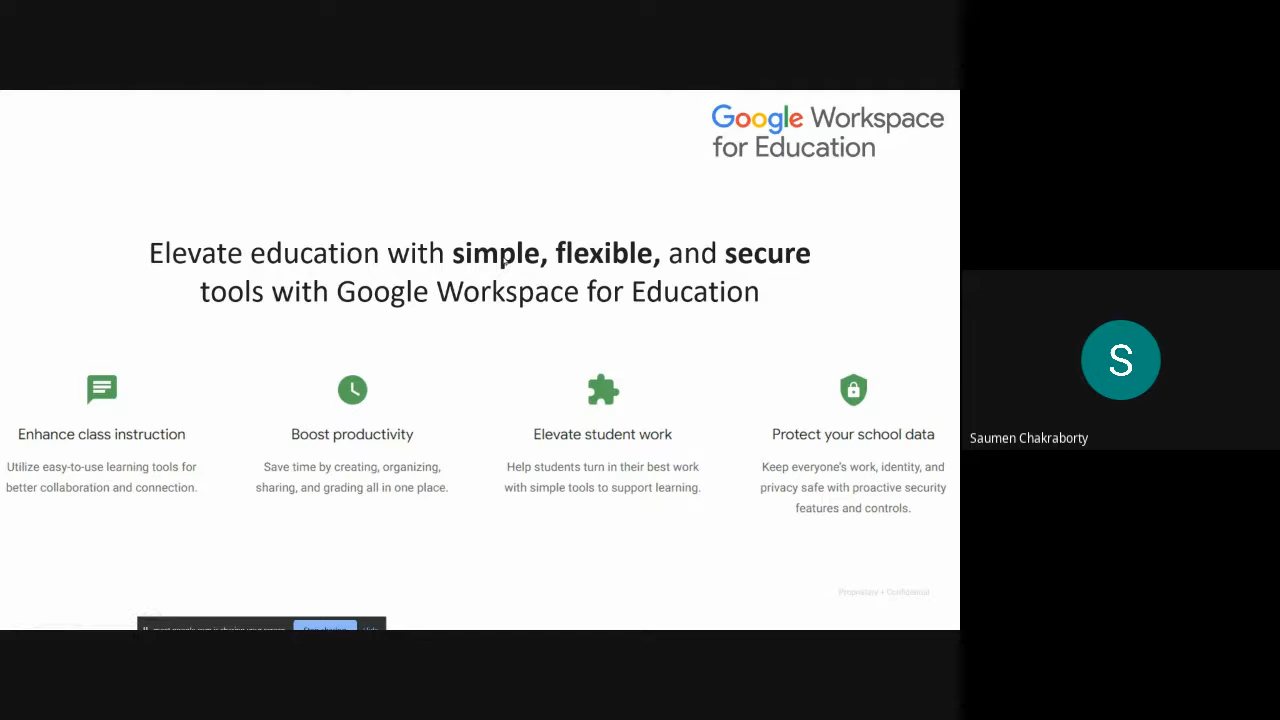 Google Workspace
for Education
Elevate education with simple, flexible, and secure
tools with Google Workspace for Education
Enhance class instruction
Utilize easy-to-use learning tools for
better collaboration and connection.
Boost productivity
Save time by creating, organizing,
sharing, and grading all in one place.
Elevate student work
Help students turn in their best work
with simple tools to support learning.
Protect your school data
Keep everyone's work, identity, and
privacy safe with proactive security
features and controls.
Proprietary + Confidential
S
Saumen Chakraborty